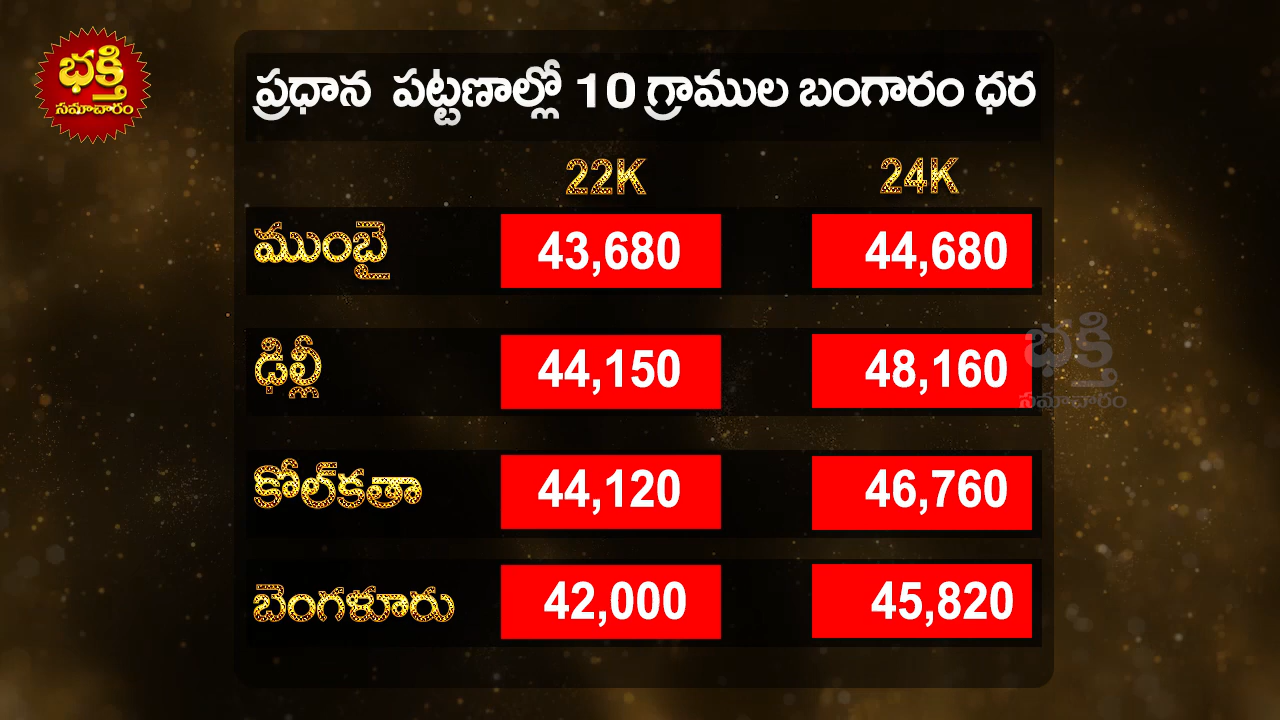 భక్తి
సమాచారం
ప్రధాన పట్టణాల్లో 10 గ్రాముల బంగారం ధర
22K 24K
ముంబై 43,680 44,680
ఢిల్లీ 44,150 48,160
భక్తి
సమాచారం
కోల్‌కతా 44,120 46,760
బెంగళూరు 42,000 45,820